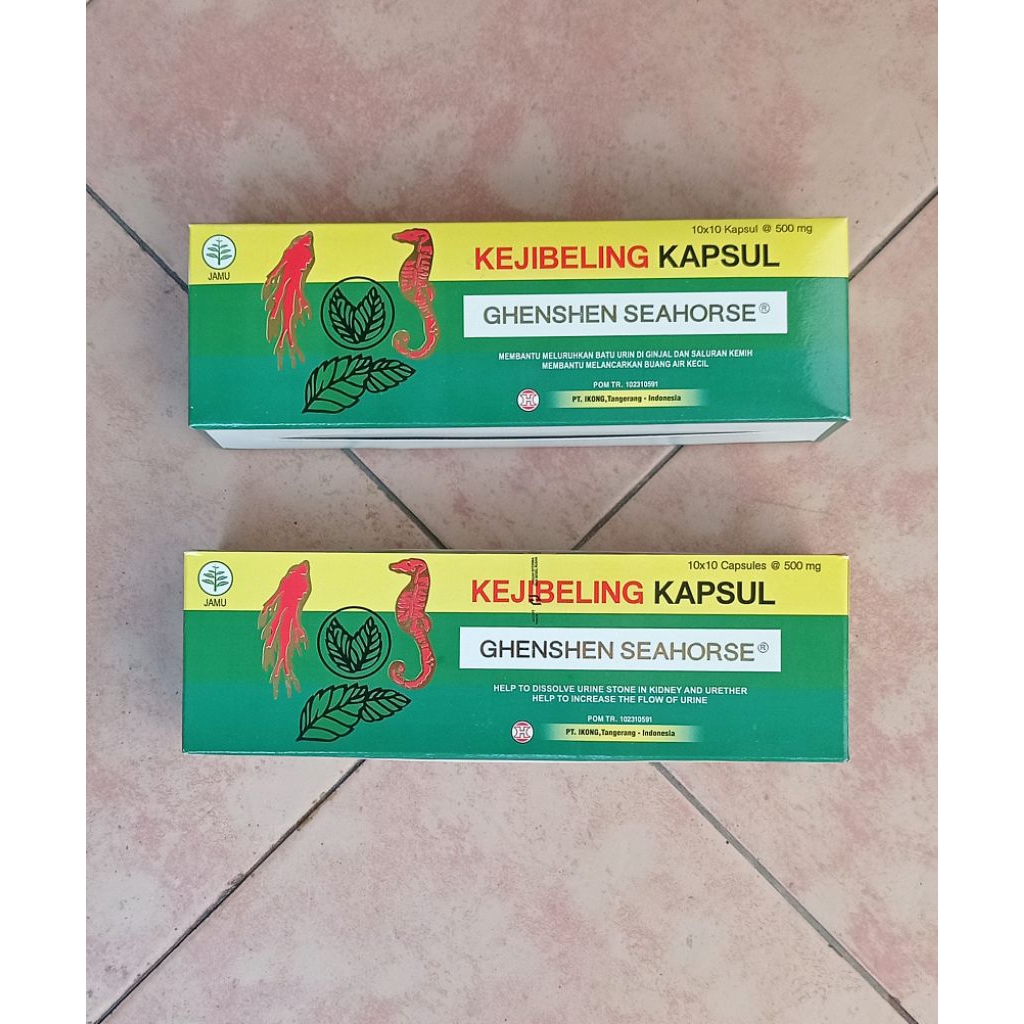 10x10 Kapsul @ 500 mg
JAMU
KEJIBELING KAPSUL
GHENSHEN SEAHORSE®
MEMBANTU MELURUHKAN BATU URIN DI GINJAL DAN SALURAN KEMIH
MEMBANTU MELANCARKAN BUANG AIR KECIL
POM TR. 102310591
H
PT. IKONG,Tangerang - Indonesia
10x10 Capsules @ 500 mg
JAMU
KEJIBELING KAPSUL
GHENSHEN SEAHORSE®
HELP TO DISSOLVE URINE STONE IN KIDNEY AND URETHER
HELP TO INCREASE THE FLOW OF URINE
POM TR. 102310591
H
PT. IKONG,Tangerang - Indonesia